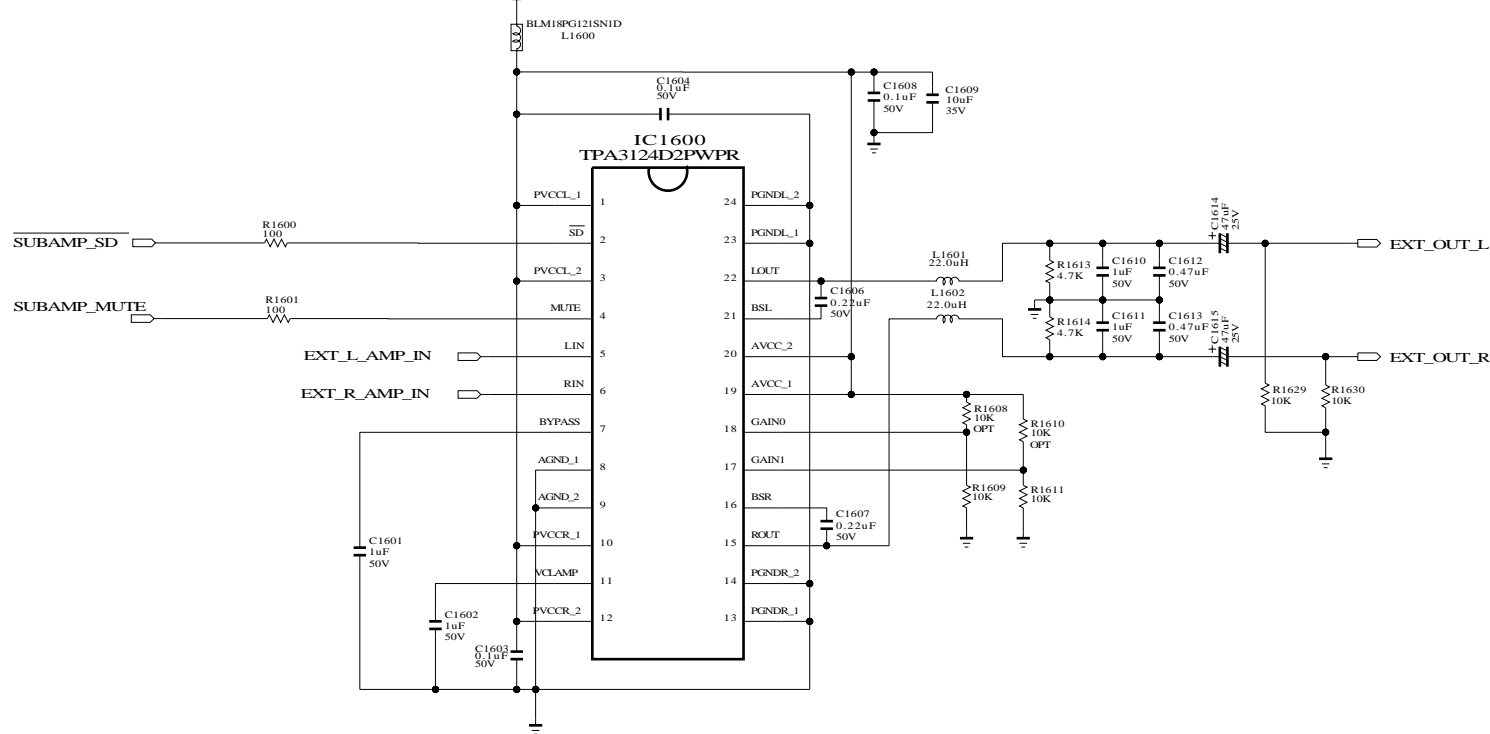 BLM18PG121SN1D
L1600
C1604
0.1uF
50V
C1608
0.1uF
50V
C1609
10uF
35V
IC1600
TPA3124D2PWPR
PVCCL_1
1
SD
2
PVCCL_2
3
MUTE
4
LIN
5
RIN
6
BYPASS
7
AGND_1
8
AGND_2
9
PVCCR_1
10
VCLAMP
11
PVCCR_2
12
24
PGNDL_2
23
PGNDL_1
22
LOUT
21
BSL
20
AVCC_2
19
AVCC_1
18
GAIN0
17
GAIN1
16
BSR
15
ROUT
14
PGNDR_2
13
PGNDR_1
SUBAMP_SD
R1600
100
SUBAMP_MUTE
R1601
100
EXT_L_AMP_IN
EXT_R_AMP_IN
C1601
1uF
50V
C1602
1uF
50V
C1603
0.1uF
50V
C1606
0.22uF
50V
L1601
22.0uH
L1602
22.0uH
R1613
4.7K
C1610
1uF
50V
C1612
0.47uF
50V
R1614
4.7K
C1611
1uF
50V
C1613
0.47uF
50V
+
C1614
47uF
25V
+
C1615
47uF
25V
EXT_OUT_L
EXT_OUT_R
R1629
10K
R1630
10K
R1608
10K
OPT
R1610
10K
OPT
R1609
10K
R1611
10K
C1607
0.22uF
50V